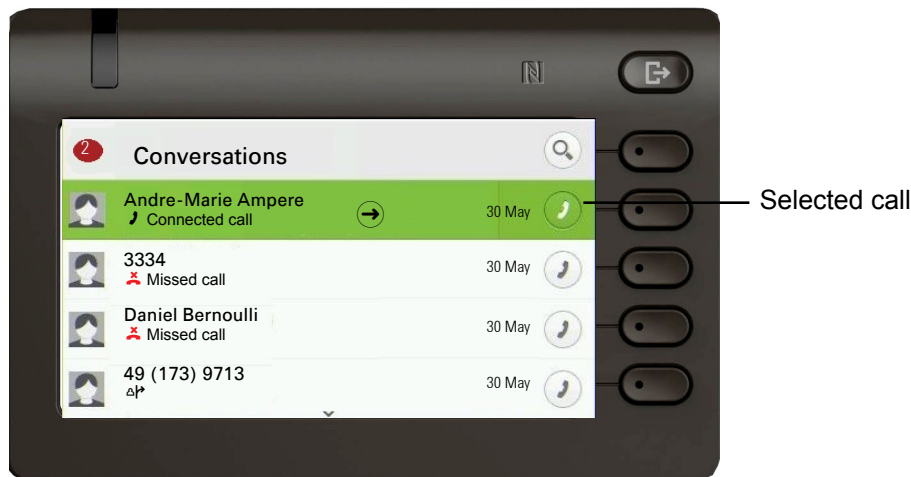 2
Conversations
Andre-Marie Ampere
Connected call
30 May
Selected call
3334
Missed call
30 May
Daniel Bernoulli
Missed call
30 May
49 (173) 9713
30 May